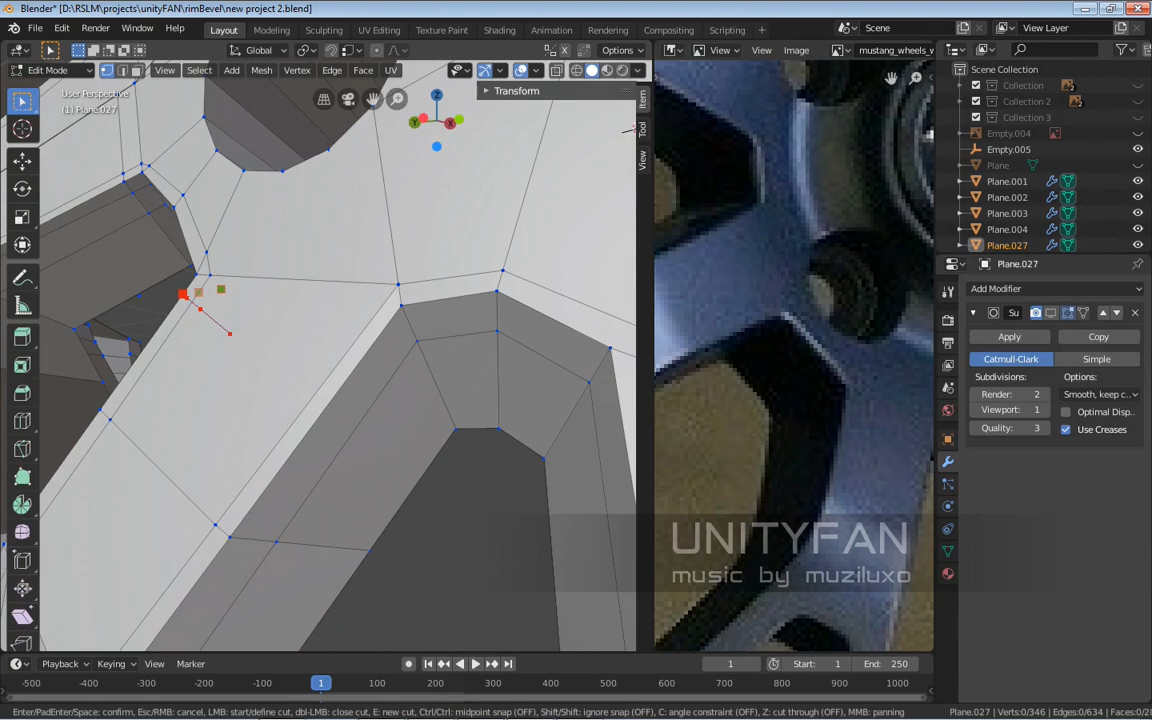 Blender* [D:\RSLM\projects\unityFAN\rimBevel\new project 2.blend]
File Edit Render Window Help Layout Modeling Sculpting UV Editing Texture Paint Shading Animation Rendering Compositing Scripting + Scene View Layer
Global Options View View Image mustang_wheels_w
Edit Mode View Select Add Mesh Vertex Edge Face UV
User Perspective
(1) Plane.027
Transform
Item
Tool
View
Z
Y
X
Scene Collection
Collection 2
Collection 2 2
Collection 3
Empty.004
Empty.005
Plane
Plane.001
Plane.002
Plane.003
Plane.004
Plane.027
Plane.027
Add Modifier
Su
Apply Copy
Catmull-Clark Simple
Subdivisions: Options:
Render: 2 Smooth, keep c...
Viewport: 1 Optimal Disp..
Quality: 3 Use Creases
UNITYFAN
music by muziluxo
Playback Keying View Marker 1 Start: 1 End: 250
-500 -400 -300 -200 -100 1 100 200 300 400 500 600 700 800 900 1000
Enter/PadEnter/Space: confirm, Esc/RMB: cancel, LMB: start/define cut, dbl-LMB: close cut, E: new cut, Ctrl/Ctrl: midpoint snap (OFF), Shift/Shift: ignore snap (OFF), C: angle constraint (OFF), Z: cut through (OFF), MMB: panning Plane.027 | Verts:0/346 | Edges:0/634 | Faces:0/28